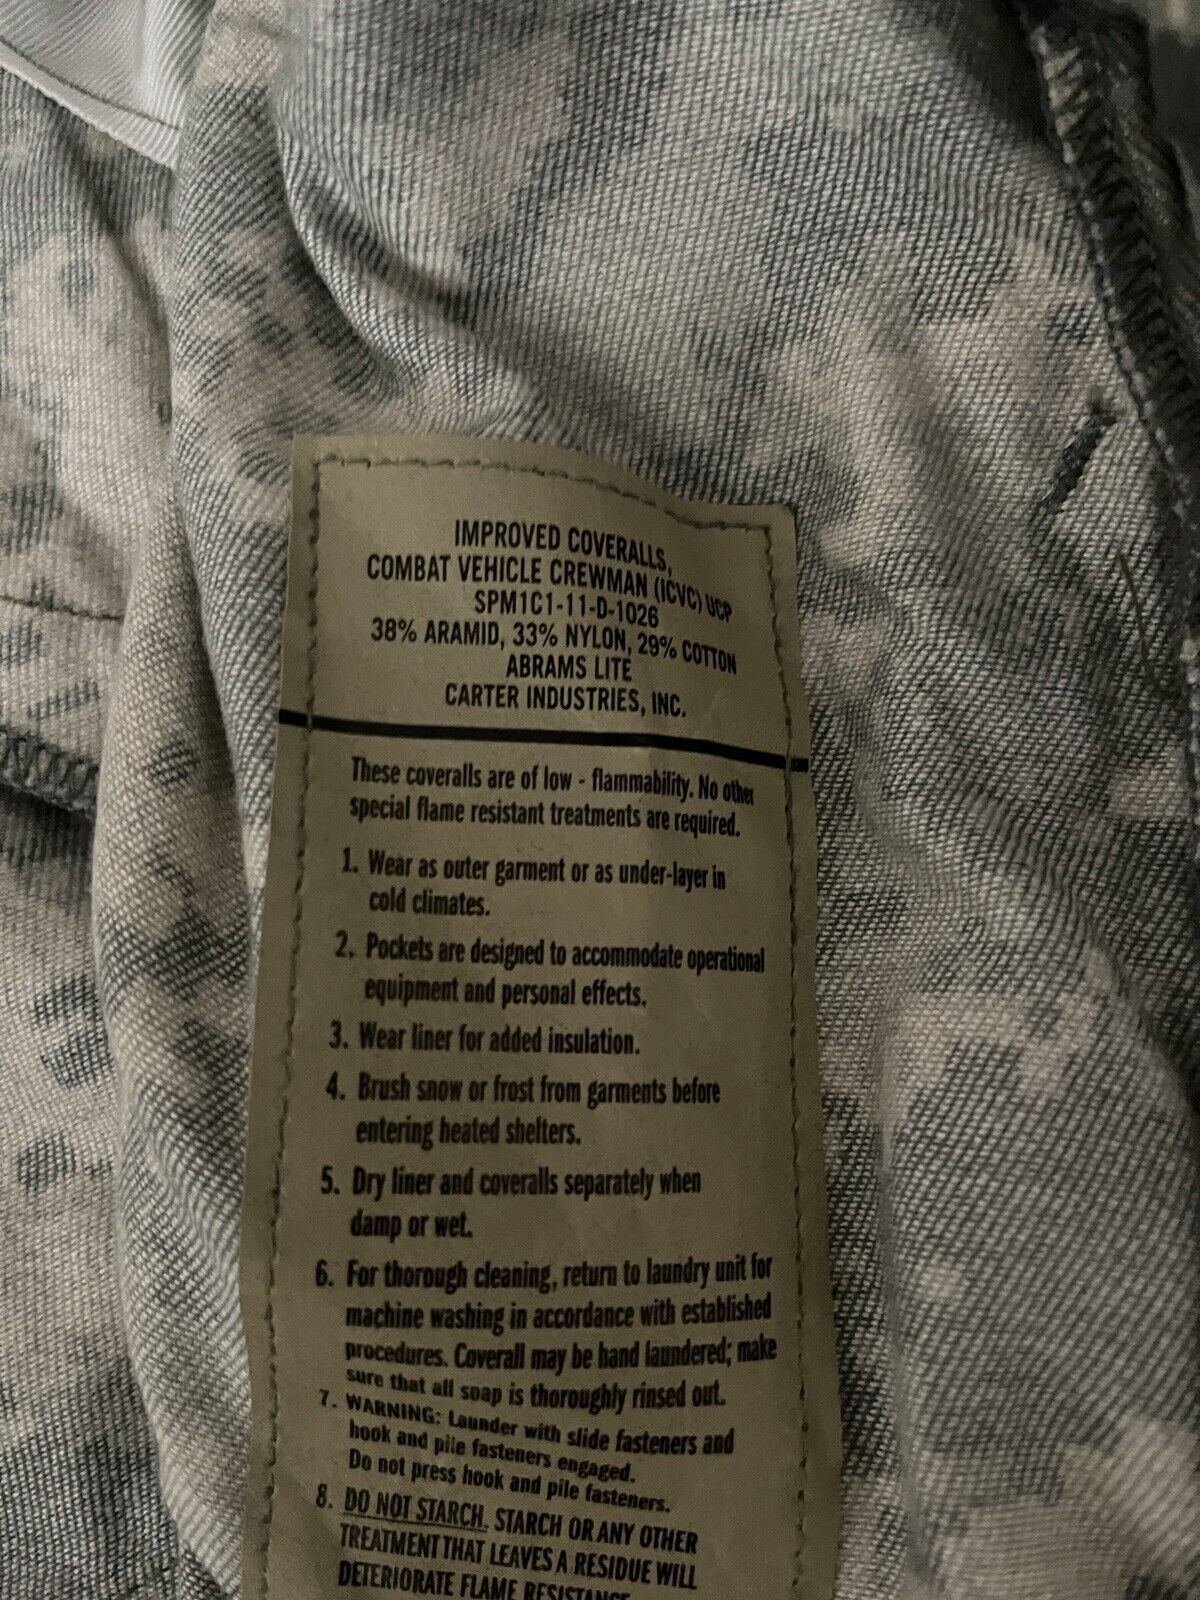 IMPROVED COVERALLS,
COMBAT VEHICLE CREWMAN (ICVC) UCP
SPM1C1-11-D-1026
38% ARAMID, 33% NYLON, 29% COTTON
ABRAMS LITE
CARTER INDUSTRIES, INC.
These coveralls are of low - flammability. No other
special flame resistant treatments are required.
1. Wear as outer garment or as under-layer in
cold climates.
2. Pockets are designed to accommodate operational
equipment and personal effects.
3. Wear liner for added insulation.
4. Brush snow or frost from garments before
entering heated shelters.
5. Dry liner and coveralls separately when
damp or wet.
6. For thorough cleaning, return to laundry unit for
machine washing in accordance with established
procedures. Coverall may be hand laundered; make
sure that all soap is thoroughly rinsed out.
7. WARNING: Launder with slide fasteners and
hook and pile fasteners engaged.
Do not press hook and pile fasteners.
8. DO NOT STARCH. STARCH OR ANY OTHER
TREATMENT THAT LEAVES A RESIDUE WILL
DETERIORATE FLAME RESISTANCE